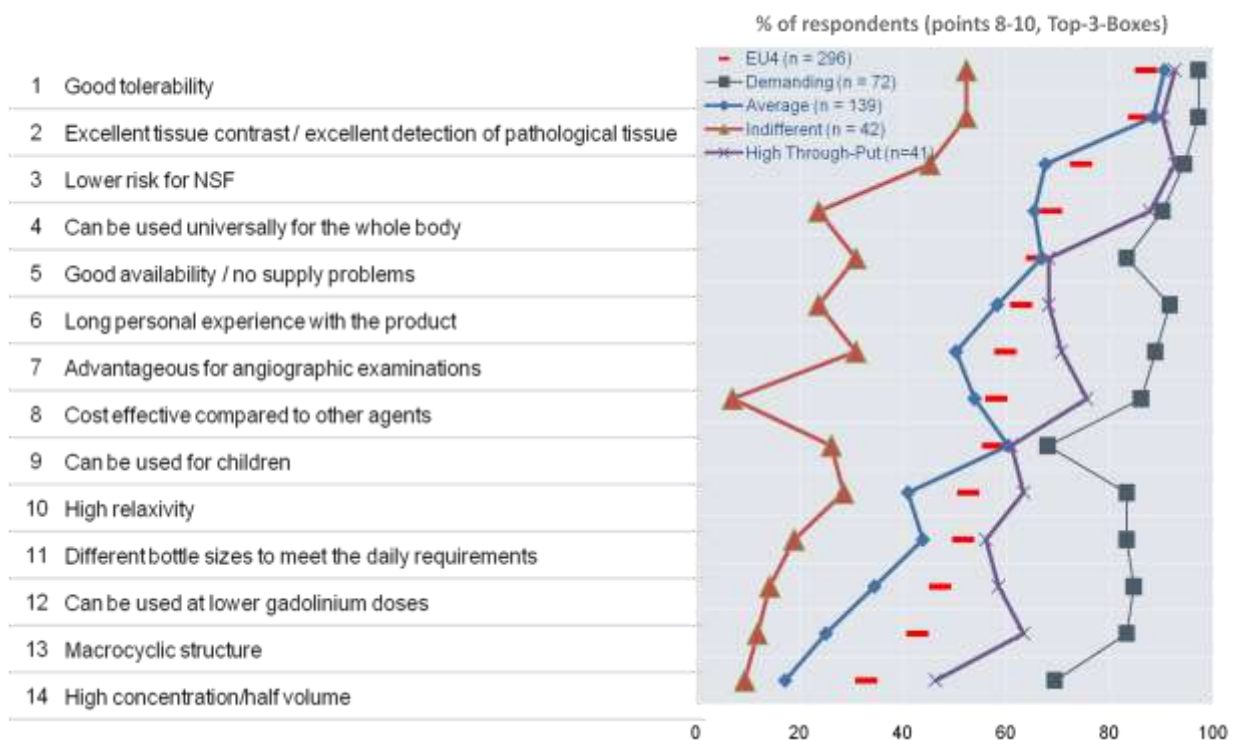 % of respondents (points 8-10, Top-3-Boxes)
EU4 (n = 296)
Demanding (n = 72)
Average (n = 139)
Indifferent (n = 42)
High Through-Put (n=41)
1 Good tolerability
2 Excellent tissue contrast / excellent detection of pathological tissue
3 Lower risk for NSF
4 Can be used universally for the whole body
5 Good availability / no supply problems
6 Long personal experience with the product
7 Advantageous for angiographic examinations
8 Cost effective compared to other agents
9 Can be used for children
10 High relaxivity
11 Different bottle sizes to meet the daily requirements
12 Can be used at lower gadolinium doses
13 Macrocyclic structure
14 High concentration/half volume
0 20 40 60 80 100